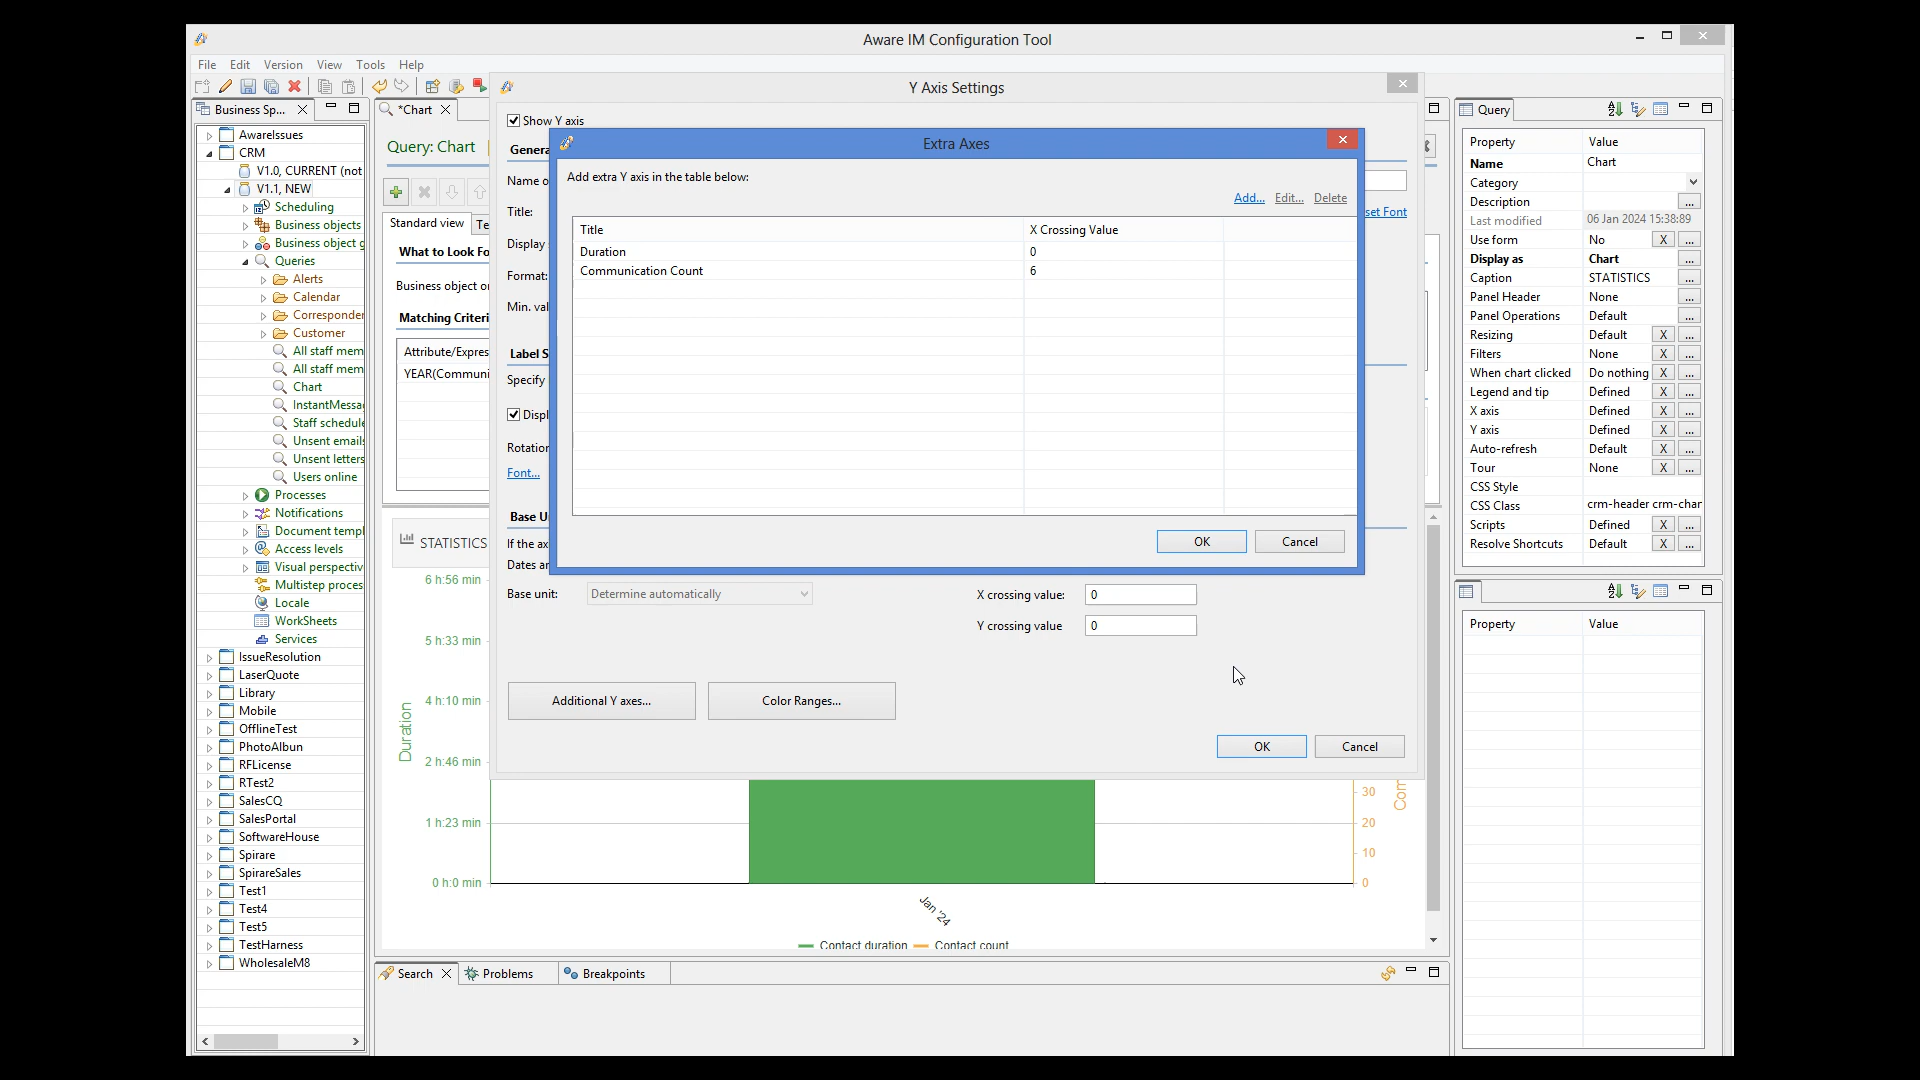 Aware IM Configuration Tool
File Edit Version View Tools Help
Business Sp...
*Chart
Y Axis Settings
Query
AwareIssues
CRM
V1.0, CURRENT (not
V1.1, NEW
Scheduling
Business objects
Business object g
Queries
Alerts
Calendar
Corresponder
Customer
All staff mem
All staff mem
Chart
InstantMessa
Staff schedule
Unsent emails
Unsent letters
Users online
Processes
Notifications
Document templ
Access levels
Visual perspectiv
Multistep proces
Locale
WorkSheets
Services
IssueResolution
LaserQuote
Library
Mobile
OfflineTest
PhotoAlbun
RFLicense
RTest2
SalesCQ
SalesPortal
SoftwareHouse
Spirare
SpirareSales
Test1
Test4
Test5
TestHarness
WholesaleM8
Query: Chart
Standard view Te
What to Look Fo
Business object or
Matching Criteri
Attribute/Expres
YEAR(Communi
STATISTICS
6 h:56 min
5 h:33 min
4 h:10 min
2 h:46 min
1 h:23 min
0 h:0 min
Duration
30
20
10
0
Com
Jan '24
Contact duration Contact count
Show Y axis
Genera
Name o
Title:
set Font
Display
Format:
Min. val
Label S
Specify
Displ
Rotation
Font...
Base U
If the ax
Dates an
Base unit: Determine automatically
X crossing value: 0
Y crossing value 0
Additional Y axes... Color Ranges...
OK Cancel
Extra Axes
Add extra Y axis in the table below:
Add... Edit... Delete
Title X Crossing Value
Duration 0
Communication Count 6
OK Cancel
Search Problems Breakpoints
Property Value
Name Chart
Category
Description ...
Last modified 06 Jan 2024 15:38:89
Use form No X ...
Display as Chart ...
Caption STATISTICS ...
Panel Header None ...
Panel Operations Default ...
Resizing Default X ...
Filters None X ...
When chart clicked Do nothing X ...
Legend and tip Defined X ...
X axis Defined X ...
Y axis Defined X ...
Auto-refresh Default X ...
Tour None X ...
CSS Style
CSS Class crm-header crm-char
Scripts Defined X ...
Resolve Shortcuts Default X ...
Property Value